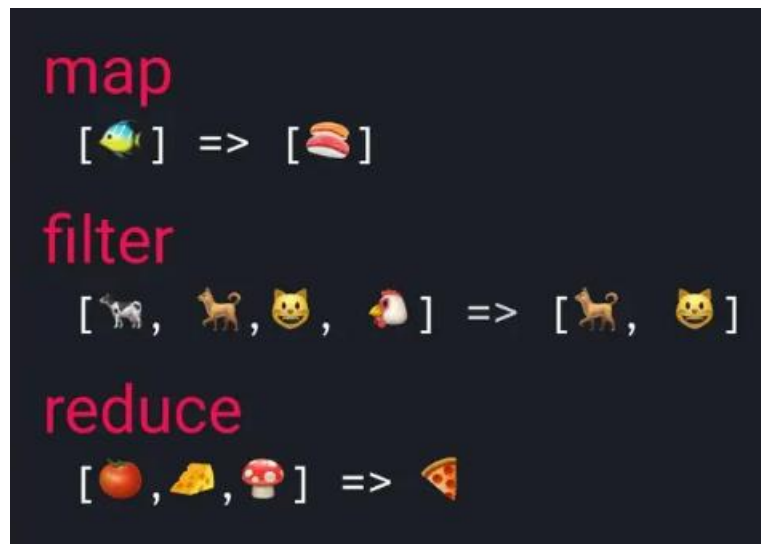 map
[🐠] => [🍣]
filter
[🐄, 🐕,😺, 🐔] => [🐕, 😺]
reduce
[🍅,🧀,🍄] => 🍕